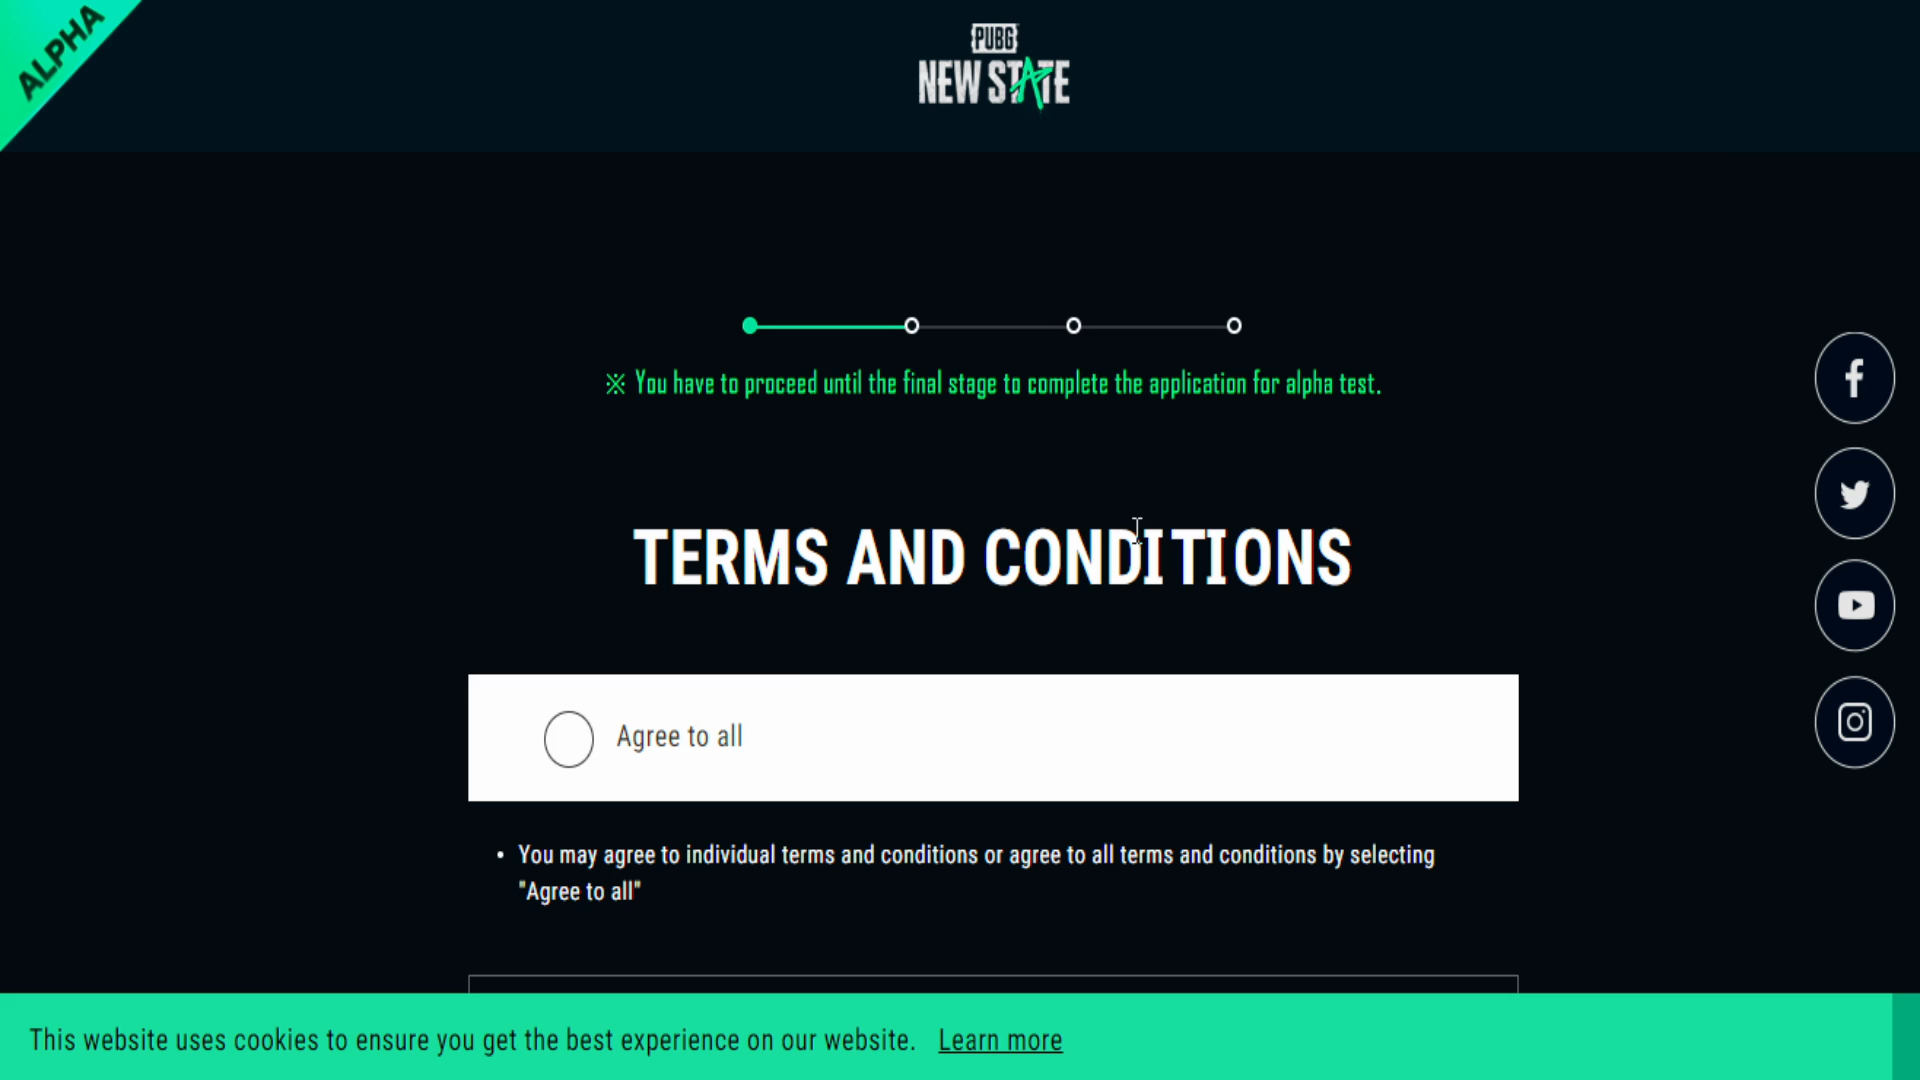 ALPHA
PUBG
NEW STATE
※ You have to proceed until the final stage to complete the application for alpha test.
TERMS AND CONDITIONS
Agree to all
• You may agree to individual terms and conditions or agree to all terms and conditions by selecting
"Agree to all"
This website uses cookies to ensure you get the best experience on our website. Learn more